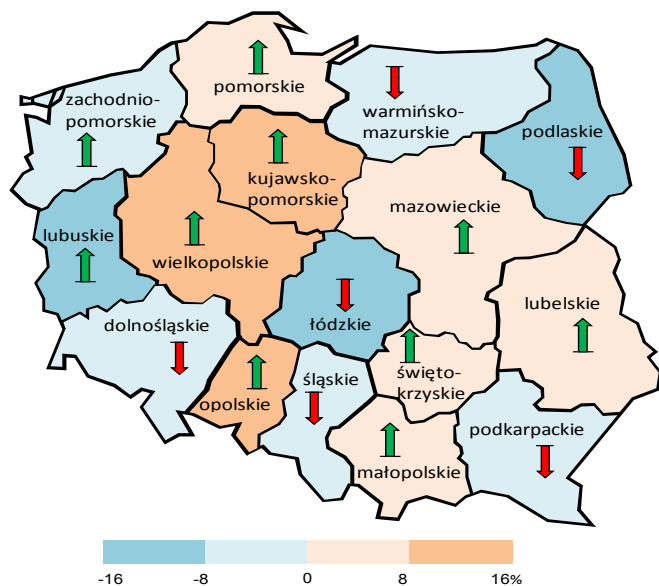 pomorskie
zachodnio-
pomorskie
warmińsko-
mazurskie
podlaskie
kujawsko-
pomorskie
mazowieckie
lubuskie
wielkopolskie
lubelskie
dolnośląskie
łódzkie
święto-
krzyskie
śląskie
opolskie
podkarpackie
małopolskie
-16 -8 0 8 16%